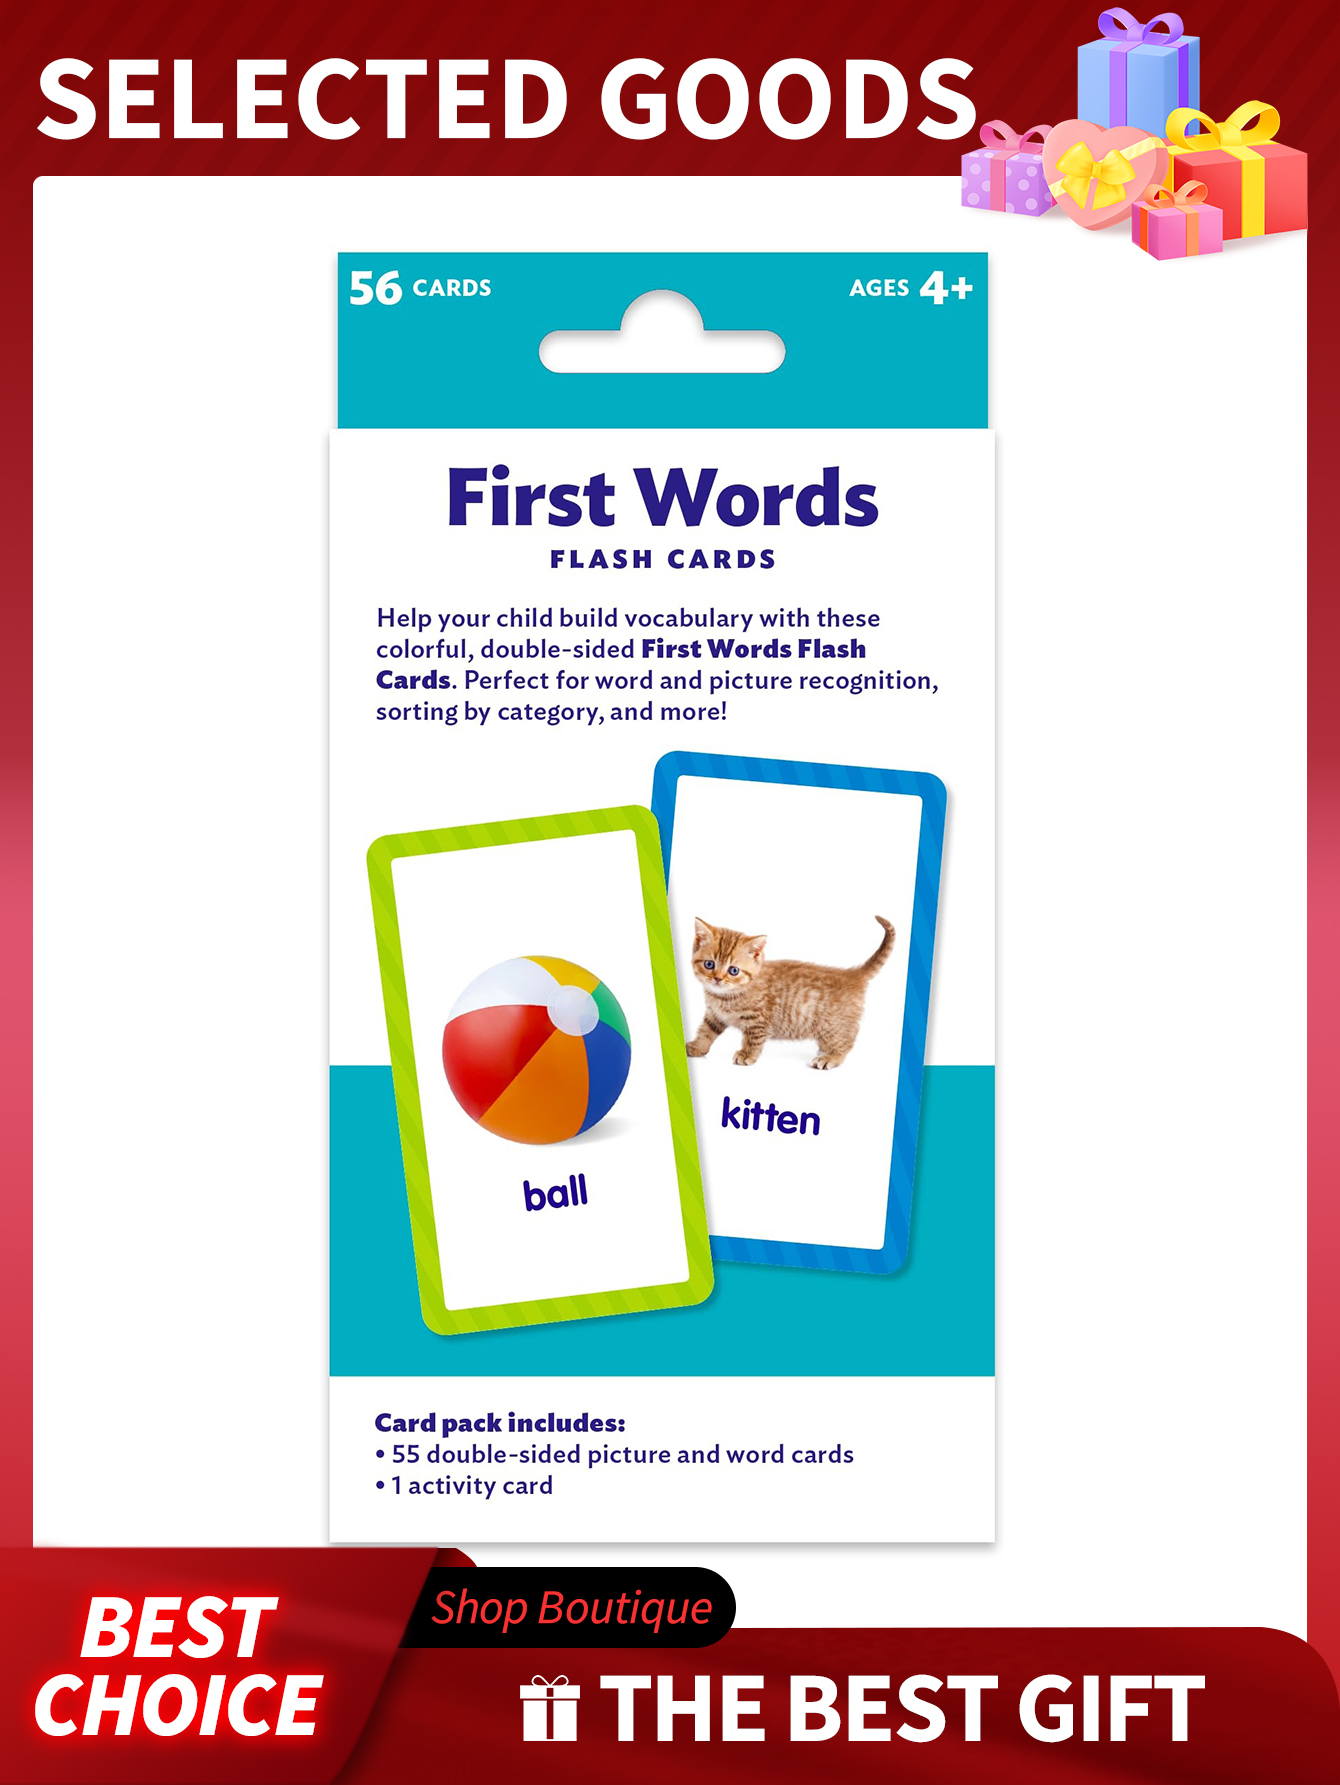 SELECTED GOODS
56 CARDS
AGES 4+
First Words
FLASH CARDS
Help your child build vocabulary with these
colorful, double-sided First Words Flash
Cards. Perfect for word and picture recognition,
sorting by category, and more!
kitten
ball
Card pack includes:
• 55 double-sided picture and word cards
• 1 activity card
Shop Boutique
BEST
CHOICE
THE BEST GIFT